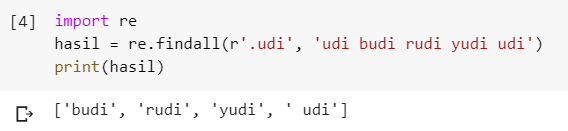 [4] import re
hasil = re.findall(r'.udi', 'udi budi rudi yudi udi')
print(hasil)
['budi', 'rudi', 'yudi', ' udi']